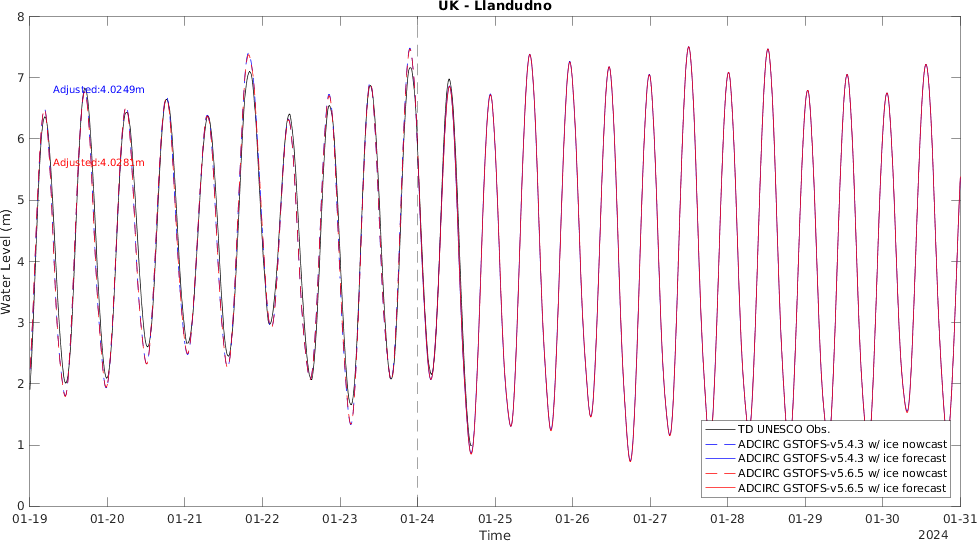 UK - Llandudno
8
7
6
5
4
3
2
1
0
Water Level (m)
Adjusted:4.0249m
Adjusted:4.0281m
TD UNESCO Obs.
ADCIRC GSTOFS-v5.4.3 w/ ice nowcast
ADCIRC GSTOFS-v5.4.3 w/ ice forecast
ADCIRC GSTOFS-v5.6.5 w/ ice nowcast
ADCIRC GSTOFS-v5.6.5 w/ ice forecast
01-19 01-20 01-21 01-22 01-23 01-24 01-25 01-26 01-27 01-28 01-29 01-30 01-31
Time
2024